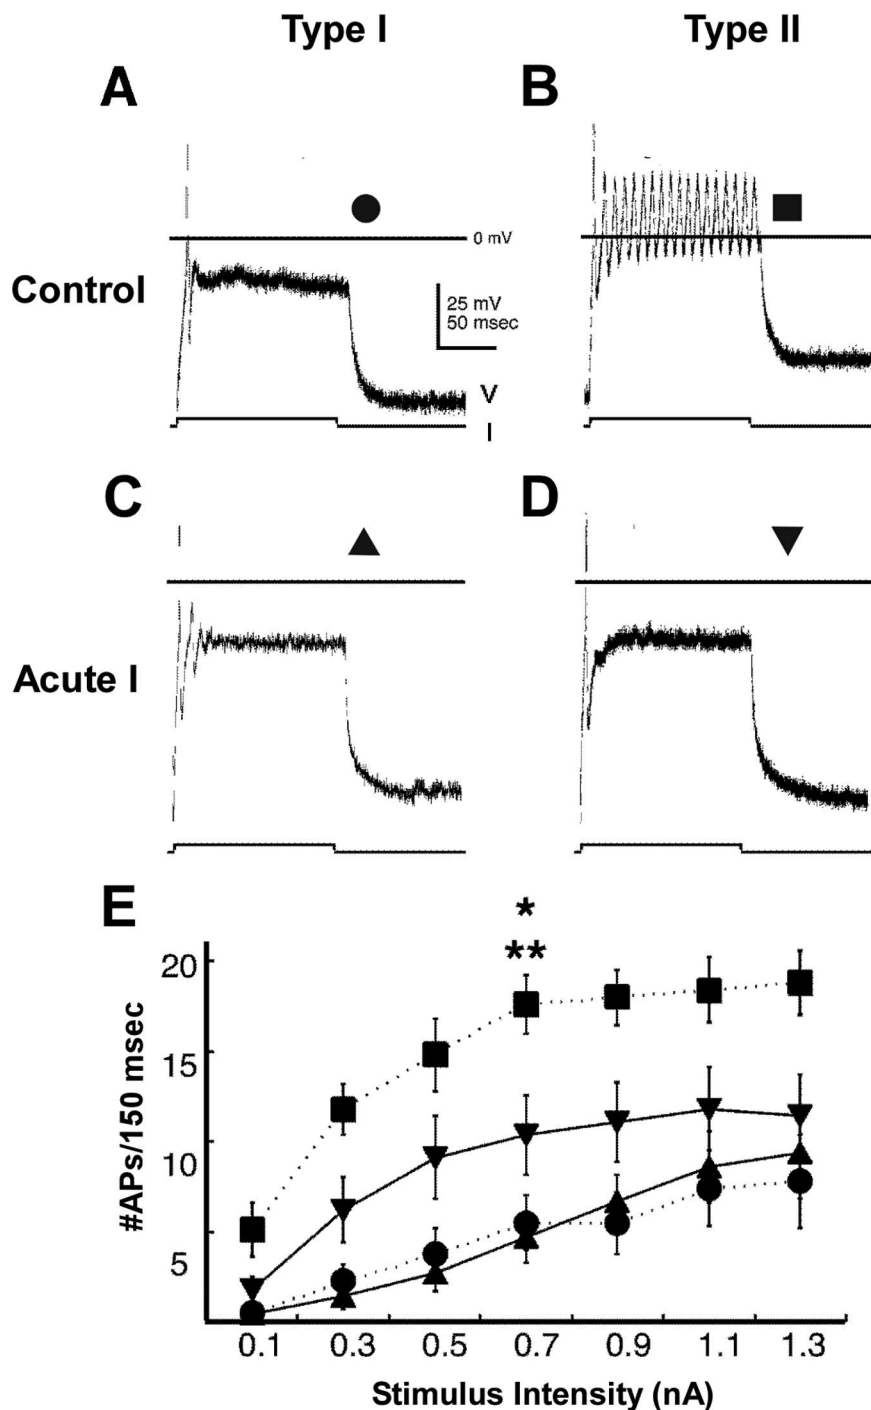 Type I
Type II
A
B
Control
0 mV
25 mV
50 msec
V
I
C
D
Acute I
E
*
**
#APs/150 msec
20
15
10
5
0.1 0.3 0.5 0.7 0.9 1.1 1.3
Stimulus Intensity (nA)